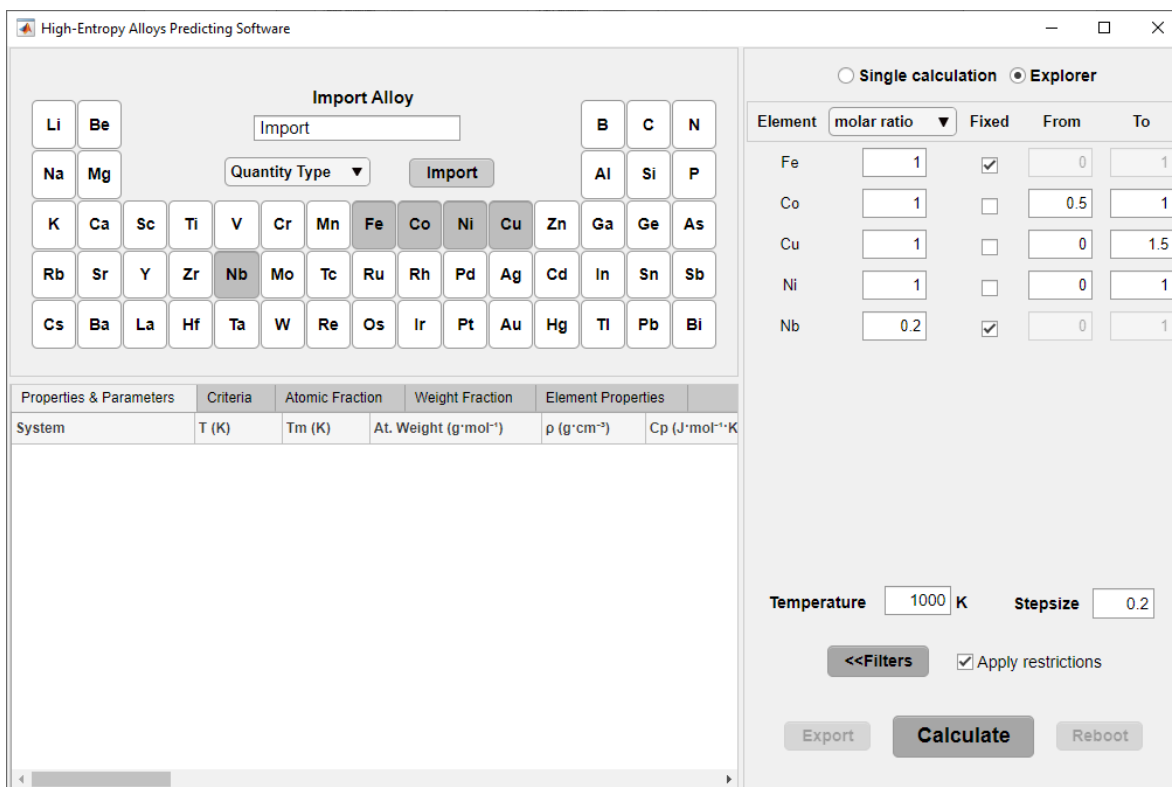 High-Entropy Alloys Predicting Software
Import Alloy
Import
Quantity Type ▼ Import
Li Be B C N
Na Mg Al Si P
K Ca Sc Ti V Cr Mn Fe Co Ni Cu Zn Ga Ge As
Rb Sr Y Zr Nb Mo Tc Ru Rh Pd Ag Cd In Sn Sb
Cs Ba La Hf Ta W Re Os Ir Pt Au Hg Tl Pb Bi
Properties & Parameters Criteria Atomic Fraction Weight Fraction Element Properties
System T (K) Tm (K) At. Weight (g·mol⁻¹) ρ (g·cm⁻³) Cp (J·mol⁻¹·K
Single calculation Explorer
Element molar ratio ▼ Fixed From To
Fe 1 0 1
Co 1 0.5 1
Cu 1 0 1.5
Ni 1 0 1
Nb 0.2 0 1
Temperature 1000 K Stepsize 0.2
<<Filters Apply restrictions
Export Calculate Reboot